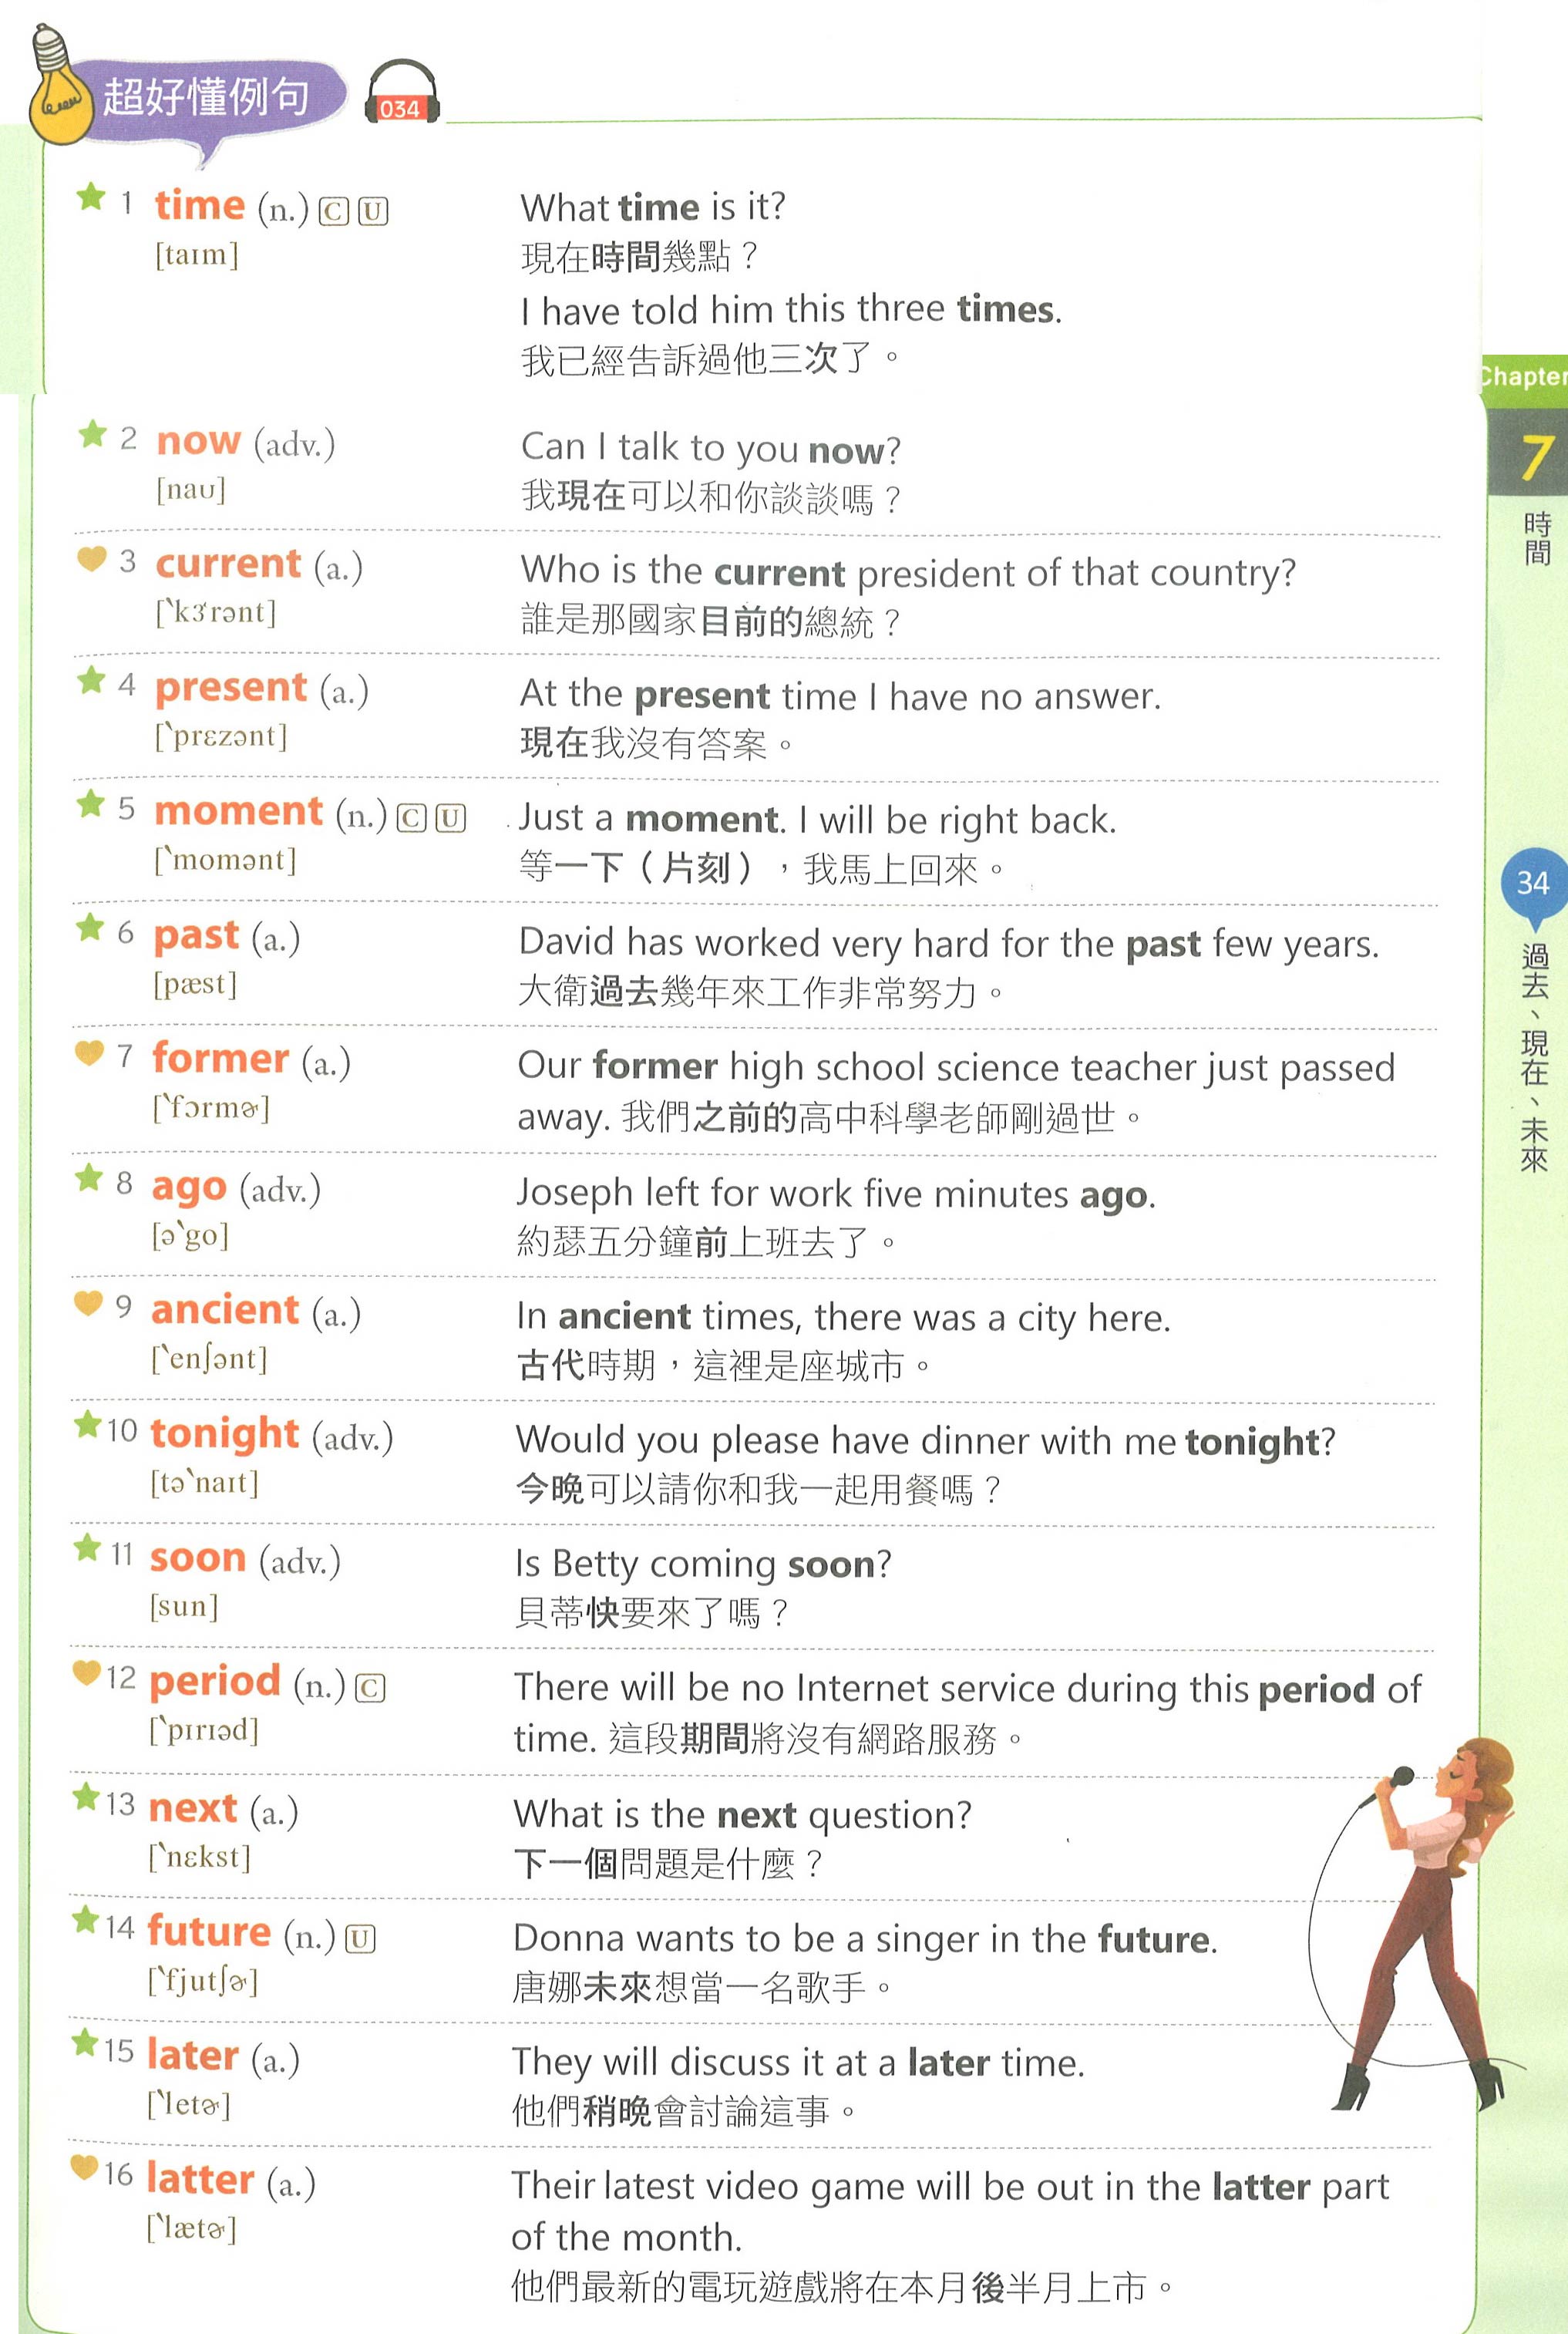 超好懂例句
034
1 time (n.) C U
[taɪm]
What time is it?
現在時間幾點？
I have told him this three times.
我已經告訴過他三次了。
2 now (adv.)
[naʊ]
Can I talk to you now?
我現在可以和你談談嗎？
3 current (a.)
[ˋkɝrənt]
Who is the current president of that country?
誰是那國家目前的總統？
4 present (a.)
[ˋprɛzənt]
At the present time I have no answer.
現在我沒有答案。
5 moment (n.) C U
[ˋmomənt]
Just a moment. I will be right back.
等一下（片刻），我馬上回來。
6 past (a.)
[pæst]
David has worked very hard for the past few years.
大衛過去幾年來工作非常努力。
7 former (a.)
[ˋfɔrmɚ]
Our former high school science teacher just passed
away. 我們之前的高中科學老師剛過世。
8 ago (adv.)
[əˋgo]
Joseph left for work five minutes ago.
約瑟五分鐘前上班去了。
9 ancient (a.)
[ˋenʃənt]
In ancient times, there was a city here.
古代時期，這裡是座城市。
10 tonight (adv.)
[təˋnaɪt]
Would you please have dinner with me tonight?
今晚可以請你和我一起用餐嗎？
11 soon (adv.)
[sun]
Is Betty coming soon?
貝蒂快要來了嗎？
12 period (n.) C
[ˋpɪrɪəd]
There will be no Internet service during this period of
time. 這段期間將沒有網路服務。
13 next (a.)
[ˋnɛkst]
What is the next question?
下一個問題是什麼？
14 future (n.) U
[ˋfjutʃɚ]
Donna wants to be a singer in the future.
唐娜未來想當一名歌手。
15 later (a.)
[ˋletɚ]
They will discuss it at a later time.
他們稍晚會討論這事。
16 latter (a.)
[ˋlætɚ]
Their latest video game will be out in the latter part
of the month.
他們最新的電玩遊戲將在本月後半月上市。
Chapter
7
時間
34
過去、現在、未來